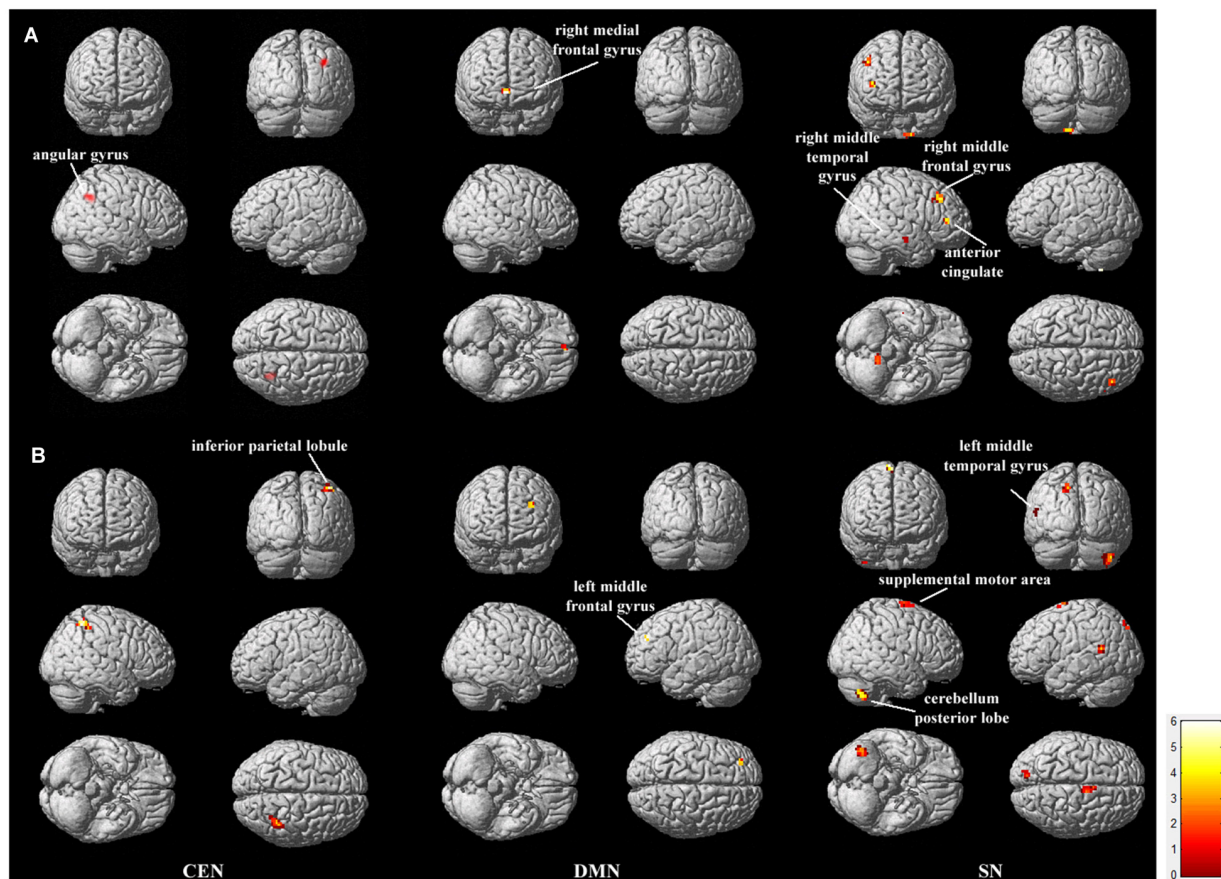 A
right medial
frontal gyrus
angular gyrus
right middle
temporal
gyrus
right middle
frontal gyrus
anterior
cingulate
B
inferior parietal lobule
left middle
temporal gyrus
left middle
frontal gyrus
supplemental motor area
cerebellum
posterior lobe
6
5
4
3
2
1
0
CEN
DMN
SN